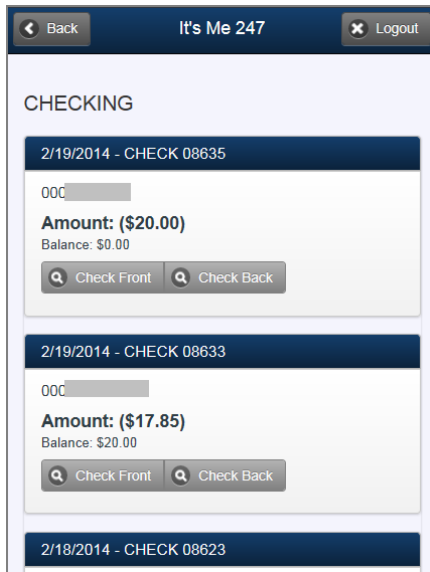 Back It's Me 247 Logout
CHECKING
2/19/2014 - CHECK 08635
000
Amount: ($20.00)
Balance: $0.00
Check Front Check Back
2/19/2014 - CHECK 08633
000
Amount: ($17.85)
Balance: $20.00
Check Front Check Back
2/18/2014 - CHECK 08623